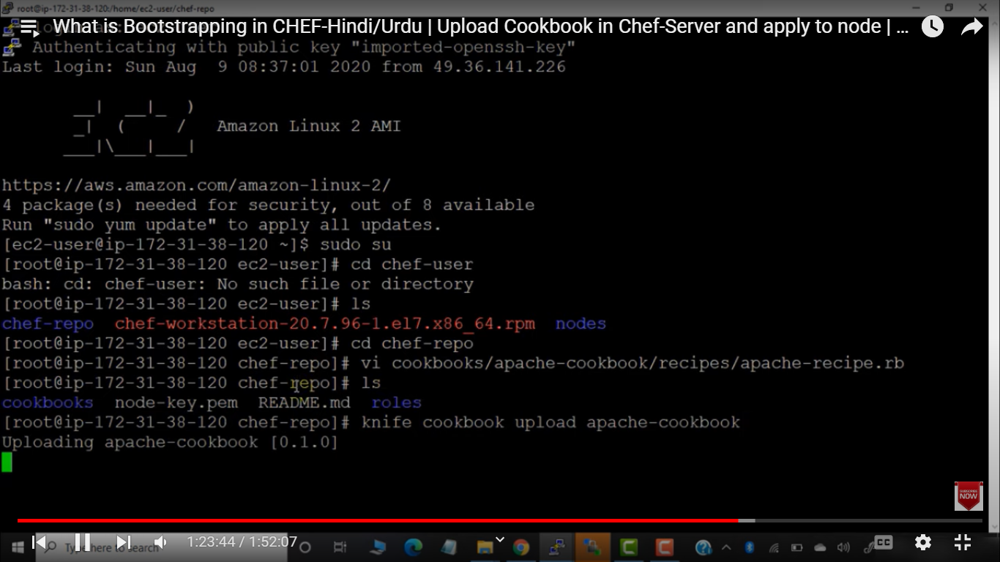 root@ip-172-31-38-120:/home/ec2-user/chef-repo
What is Bootstrapping in CHEF-Hindi/Urdu | Upload Cookbook in Chef-Server and apply to node | ...
Authenticating with public key "imported-openssh-key"
Last login: Sun Aug  9 08:37:01 2020 from 49.36.141.226
Amazon Linux 2 AMI
https://aws.amazon.com/amazon-linux-2/
4 package(s) needed for security, out of 8 available
Run "sudo yum update" to apply all updates.
[ec2-user@ip-172-31-38-120 ~]$ sudo su
[root@ip-172-31-38-120 ec2-user]# cd chef-user
bash: cd: chef-user: No such file or directory
[root@ip-172-31-38-120 ec2-user]# ls
chef-repo  chef-workstation-20.7.96-1.el7.x86_64.rpm  nodes
[root@ip-172-31-38-120 ec2-user]# cd chef-repo
[root@ip-172-31-38-120 chef-repo]# vi cookbooks/apache-cookbook/recipes/apache-recipe.rb
[root@ip-172-31-38-120 chef-repo]# ls
cookbooks  node-key.pem  README.md  roles
[root@ip-172-31-38-120 chef-repo]# knife cookbook upload apache-cookbook
Uploading apache-cookbook [0.1.0]
SUBSCRIBE
NOW
Type here to search
1:23:44 / 1:52:07
CC